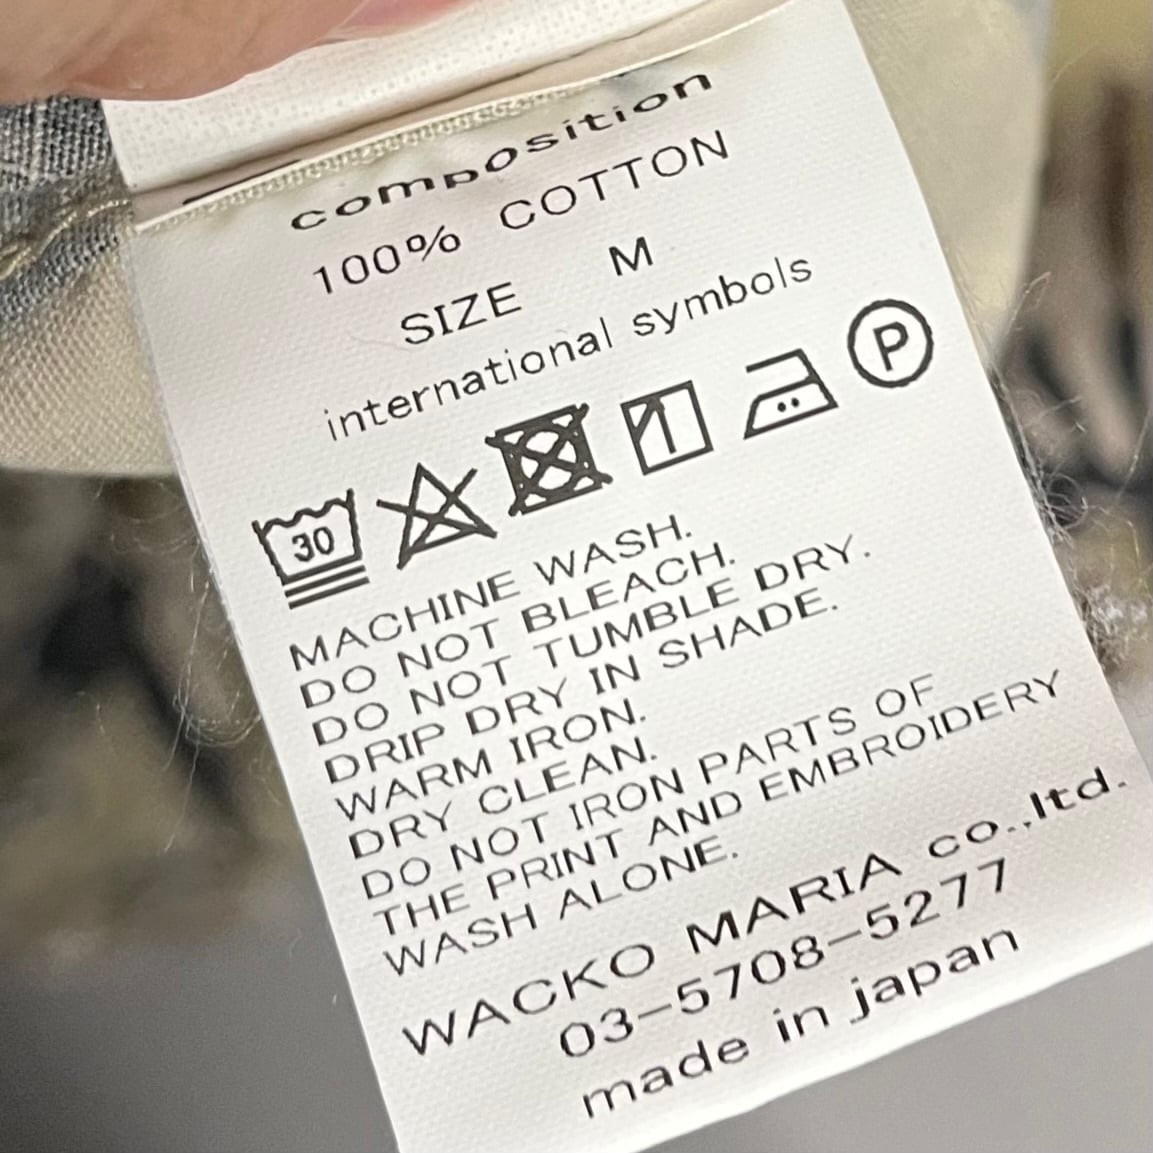 composition
100% COTTON
SIZE M
international symbols
30
P
MACHINE WASH.
DO NOT BLEACH.
DO NOT TUMBLE DRY.
DRIP DRY IN SHADE.
WARM IRON.
DRY CLEAN.
DO NOT IRON PARTS OF
THE PRINT AND EMBROIDERY
WASH ALONE.
WACKO MARIA co.,ltd.
03-5708-5277
made in japan